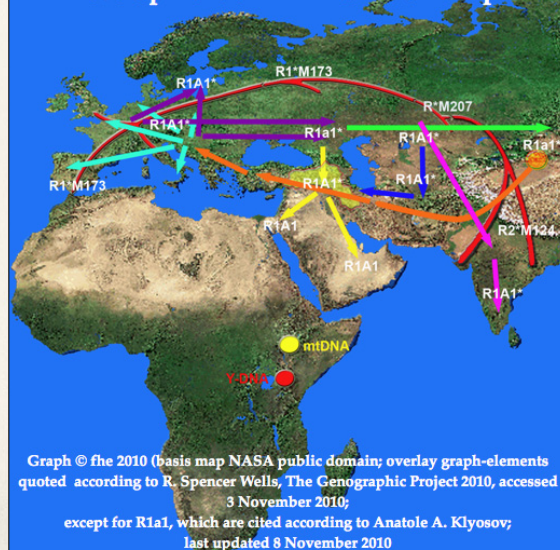 R1*M173
R1A1*
R*M207
R1A1*
R1a1*
R1A1*
R1a1*
R1*M173
R1A1*
R1A1*
R1A1
R2*M124
R1A1
R1A1*
mtDNA
Y-DNA
Graph © fhe 2010 (basis map NASA public domain; overlay graph-elements
quoted according to R. Spencer Wells, The Genographic Project 2010, accessed
3 November 2010;
except for R1a1, which are cited according to Anatole A. Klyosov;
last updated 8 November 2010